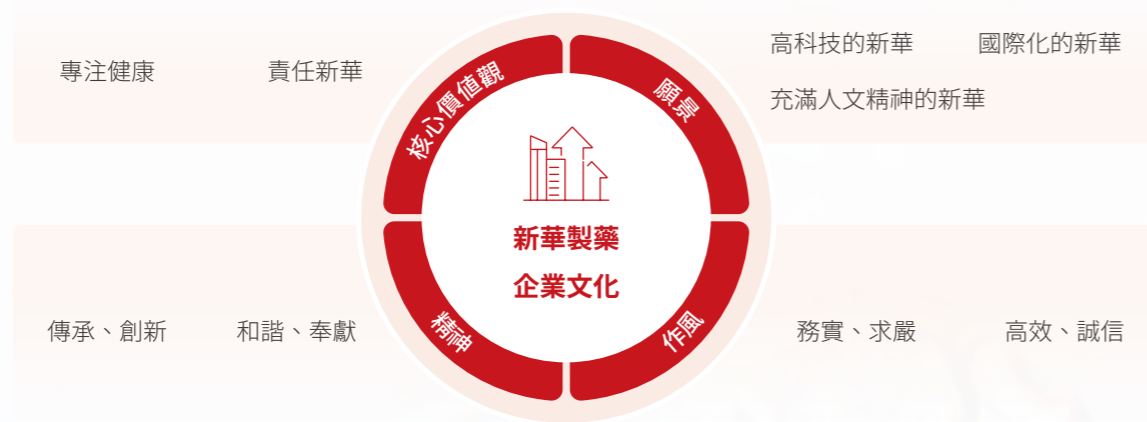 專注健康
責任新華
核心價值觀
願景
高科技的新華
國際化的新華
充滿人文精神的新華
新華製藥
企業文化
傳承、創新
和諧、奉獻
精神
作風
務實、求嚴
高效、誠信